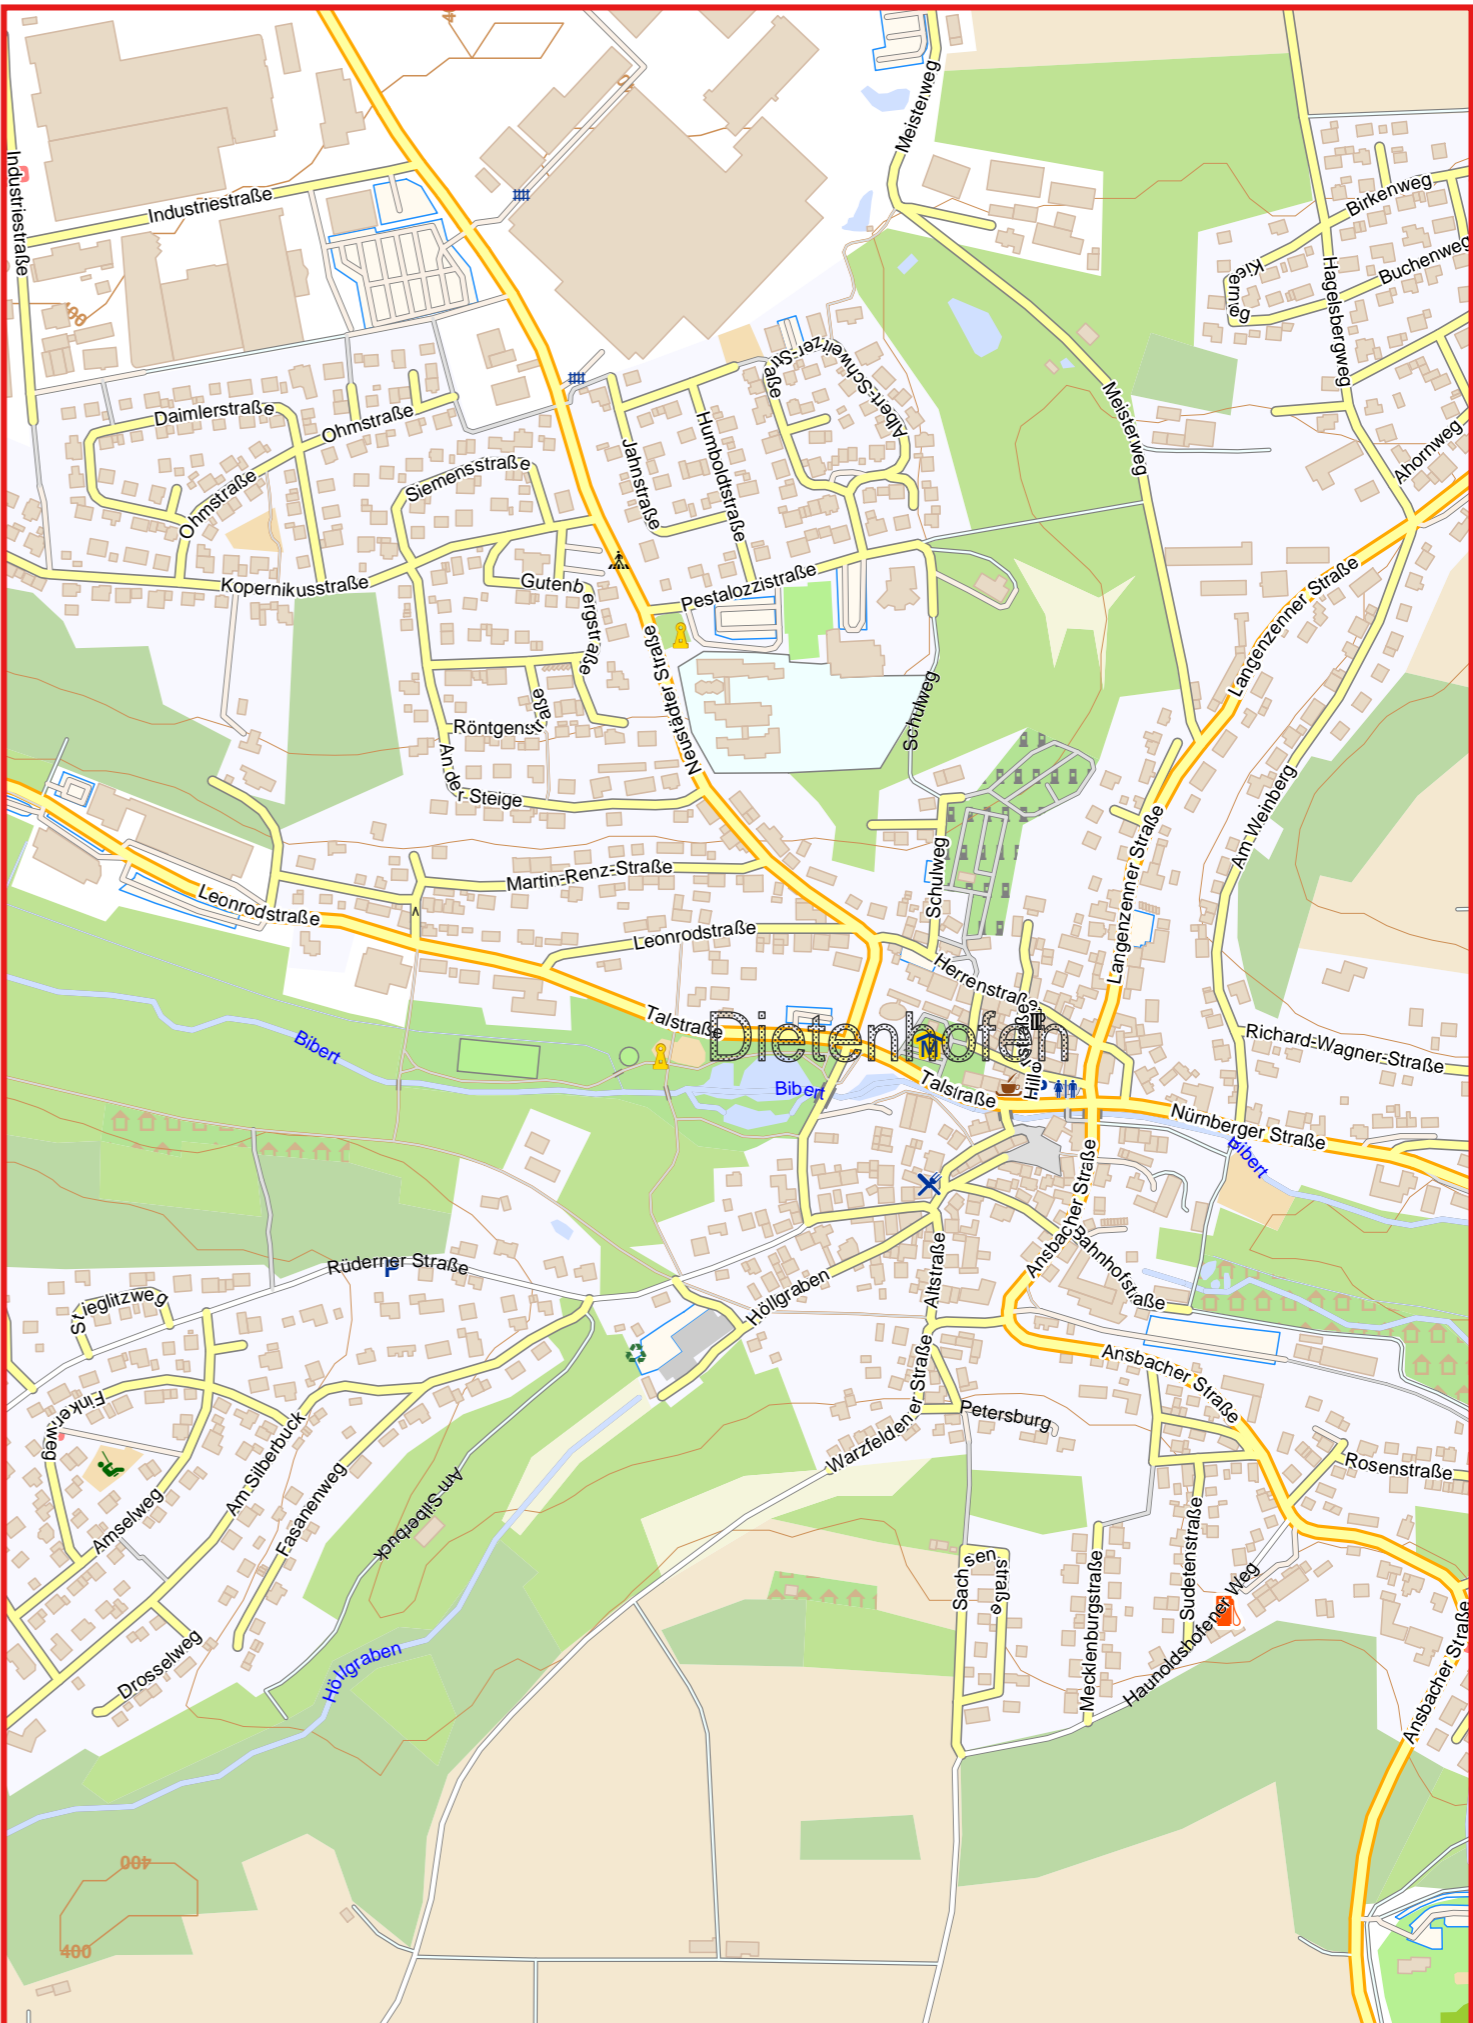 Meisterweg
Industriestraße
Industriestraße
Birkenweg
Buchenweg
Kiefernweg
Hagelsbergweg
Albert-Schweitzer-Straße
Daimlerstraße
Ohmstraße
Ohmstraße
Siemensstraße
Jahnstraße
Humboldtstraße
Meisterweg
Ahornweg
Kopernikusstraße
Gutenbergstraße
Pestalozzistraße
Langenzenner Straße
Neustädter Straße
Röntgenstraße
An der Steige
Schulweg
Schulweg
Am Weinberg
Langenzenner Straße
Martin-Renz-Straße
Leonrodstraße
Leonrodstraße
Herrenstraße
Talstraße
Dietenhofen
M
Bibert
Bibert
Talstraße
Richard-Wagner-Straße
Nürnberger Straße
Bibert
Ansbacher Straße
Bahnhofstraße
Altstraße
Höllgraben
Rüderner Straße
P
Stieglitzweg
Finkenweg
Amselweg
Am Silberbuck
Fasanenweg
Am Silberbuck
Drosselweg
Höllgraben
Warzfeldener Straße
Petersburg
Ansbacher Straße
Rosenstraße
Sachsenstraße
Mecklenburgstraße
Sudetenstraße
Haunoldshofener Weg
Ansbacher Straße
400
400